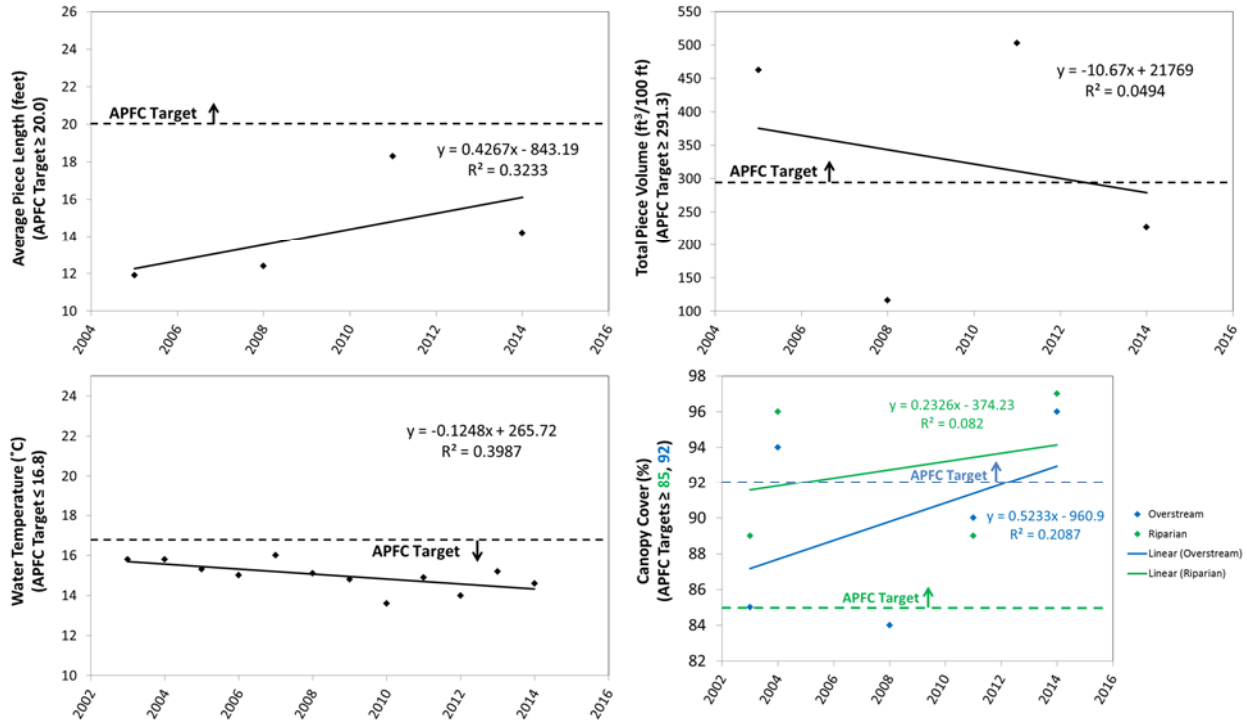 Average Piece Length (feet)
(APFC Target ≥ 20.0)
26
24
22
20
18
16
14
12
10
APFC Target
y = 0.4267x - 843.19
R² = 0.3233
2004
2006
2008
2010
2012
2014
2016
Total Piece Volume (ft³/100 ft)
(APFC Target ≥ 291.3)
550
500
450
400
350
300
250
200
150
100
y = -10.67x + 21769
R² = 0.0494
APFC Target
2004
2006
2008
2010
2012
2014
2016
Water Temperature (˚C)
(APFC Target ≤ 16.8)
24
22
20
18
16
14
12
10
y = -0.1248x + 265.72
R² = 0.3987
APFC Target
2002
2004
2006
2008
2010
2012
2014
2016
Canopy Cover (%)
(APFC Targets ≥ 85, 92)
98
96
94
92
90
88
86
84
82
y = 0.2326x - 374.23
R² = 0.082
APFC Target
y = 0.5233x - 960.9
R² = 0.2087
APFC Target
2002
2004
2006
2008
2010
2012
2014
2016
Overstream
Riparian
Linear (Overstream)
Linear (Riparian)